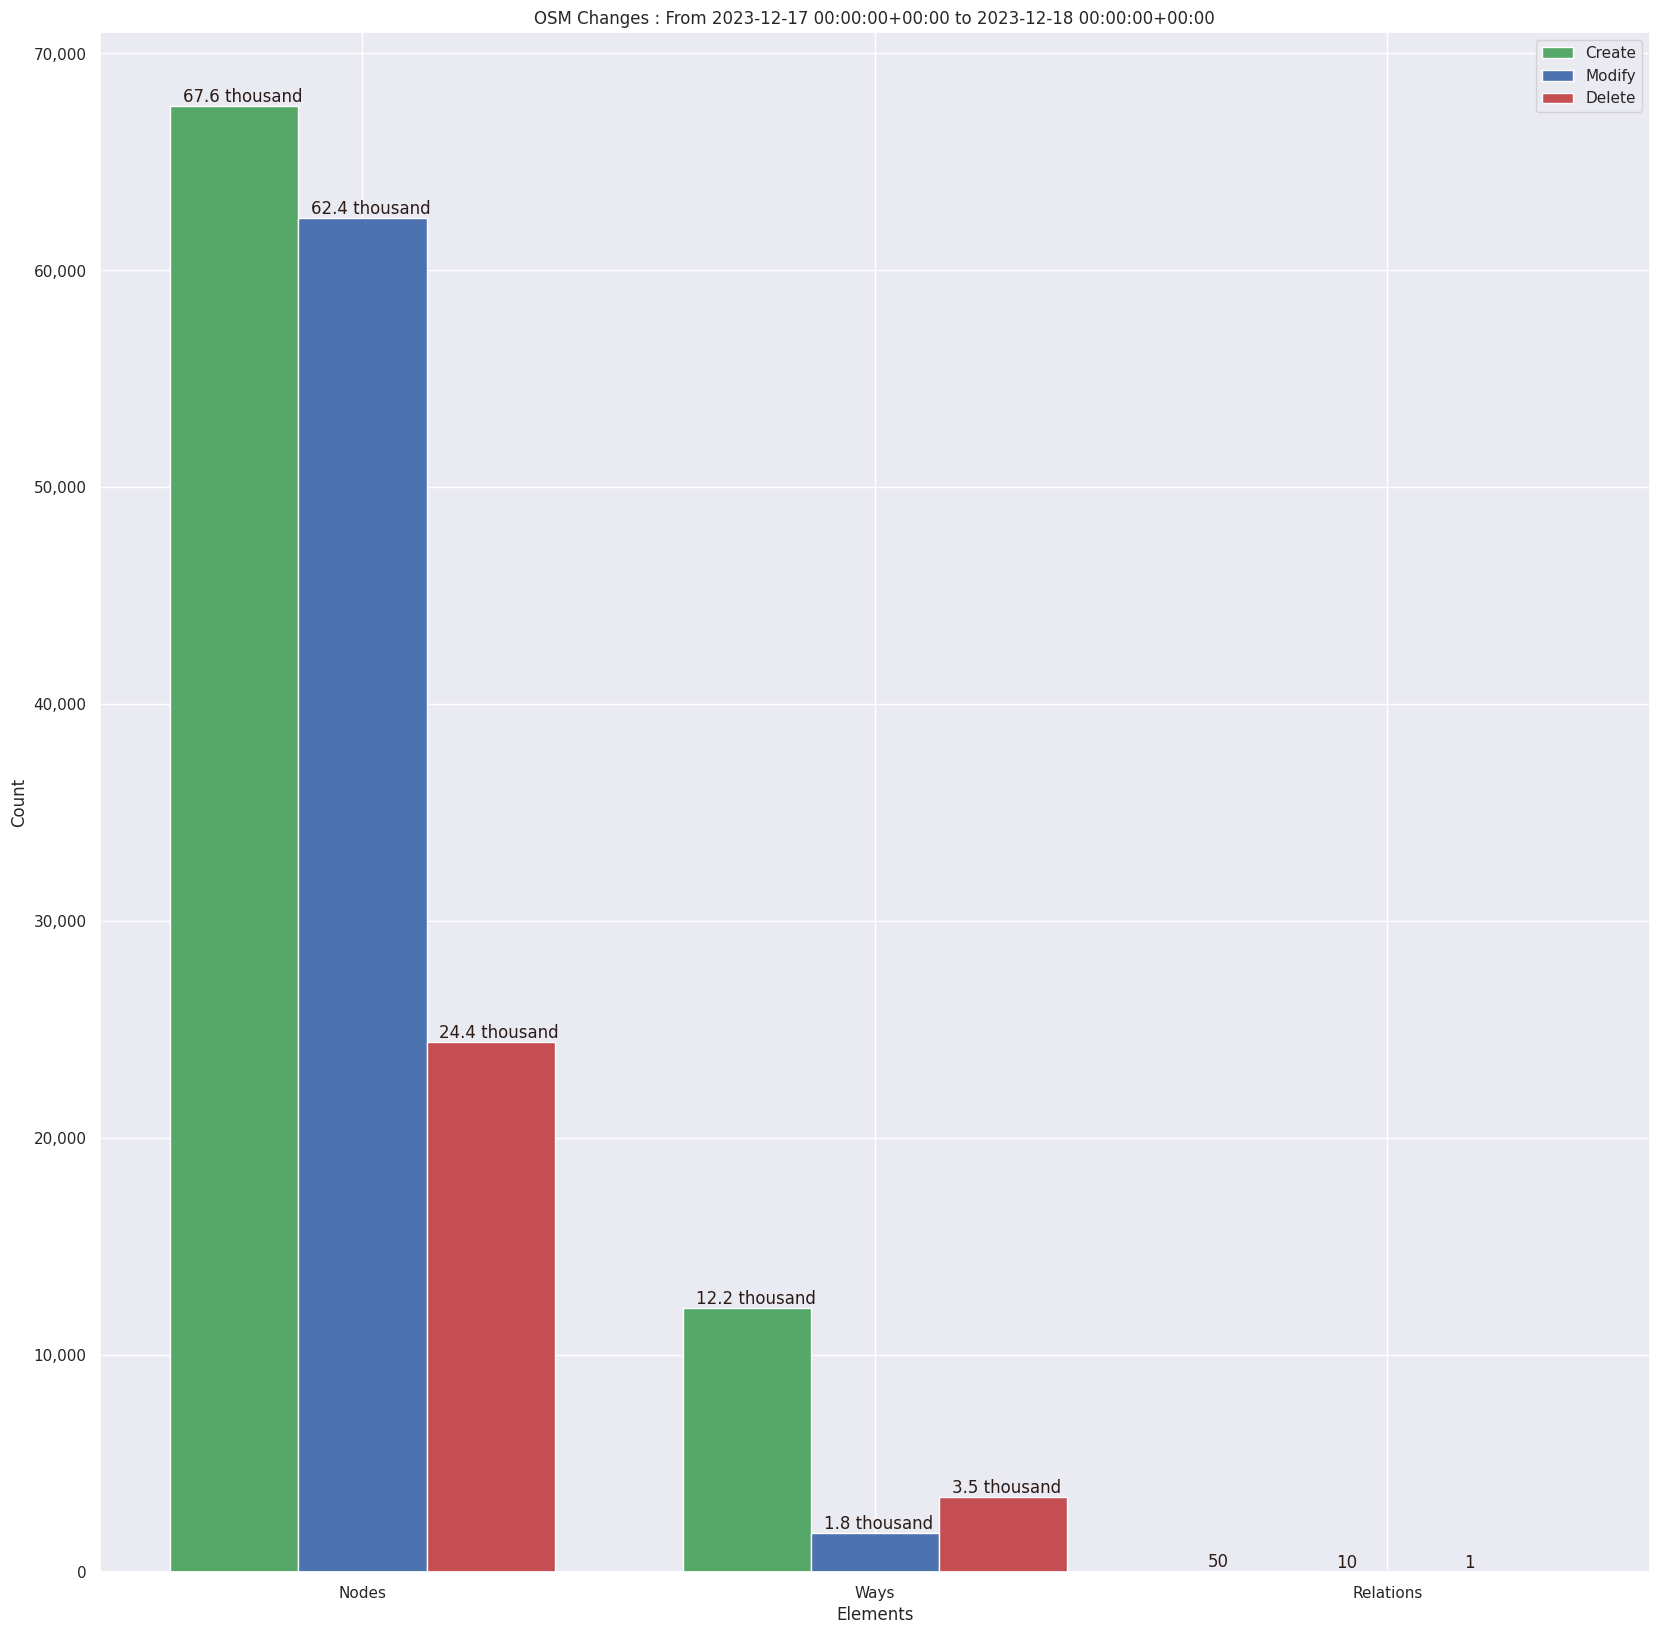 OSM Changes : From 2023-12-17 00:00:00+00:00 to 2023-12-18 00:00:00+00:00
Create
Modify
Delete
70,000
60,000
50,000
40,000
30,000
20,000
10,000
0
Count
67.6 thousand
62.4 thousand
24.4 thousand
12.2 thousand
1.8 thousand
3.5 thousand
50
10
1
Nodes
Ways
Relations
Elements